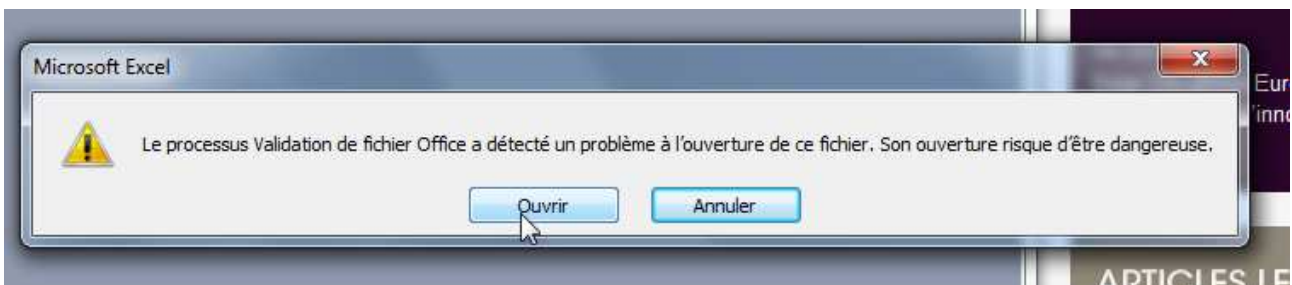 Microsoft Excel
Le processus Validation de fichier Office a détecté un problème à l'ouverture de ce fichier. Son ouverture risque d'être dangereuse.
Ouvrir
Annuler
ARTICLES